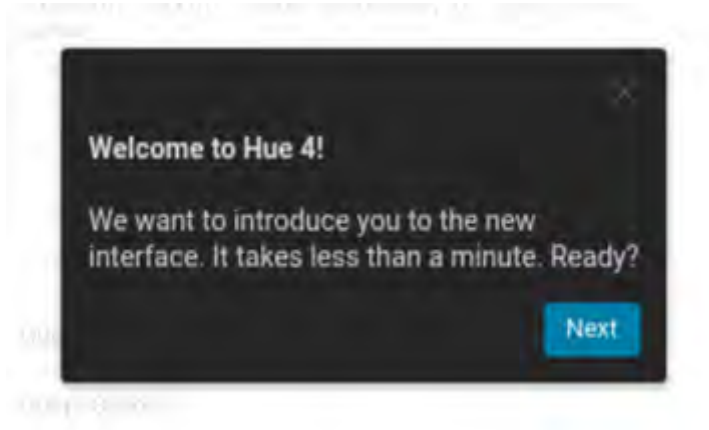 Welcome to Hue 4!
We want to introduce you to the new
interface. It takes less than a minute. Ready?
Next